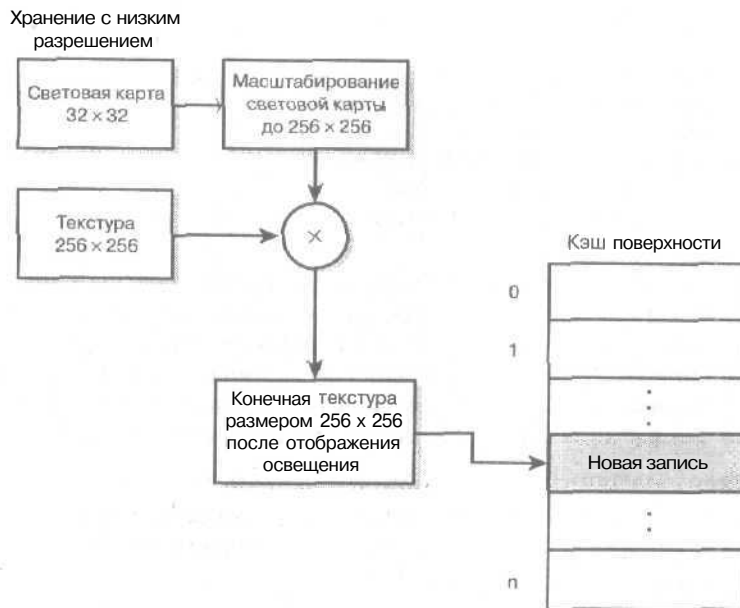 Хранение с низким
разрешением
Световая карта
32 × 32
Масштабирование
световой карты
до 256 × 256
Текстура
256 × 256
×
Кэш поверхности
0
1
Конечная текстура
размером 256 x 256
после отображения
освещения
Новая запись
n